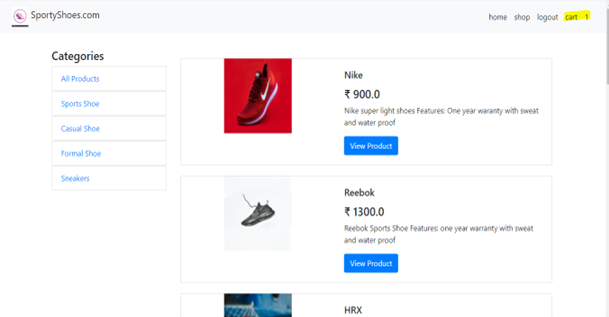 SportyShoes.com
home shop logout cart 1
Categories
All Products
Sports Shoe
Casual Shoe
Formal Shoe
Sneakers
Nike
₹ 900.0
Nike super light shoes Features: One year waranty with sweat
and water proof
View Product
Reebok
₹ 1300.0
Reebok Sports Shoe Features: one year warranty with sweat
and water proof
View Product
HRX